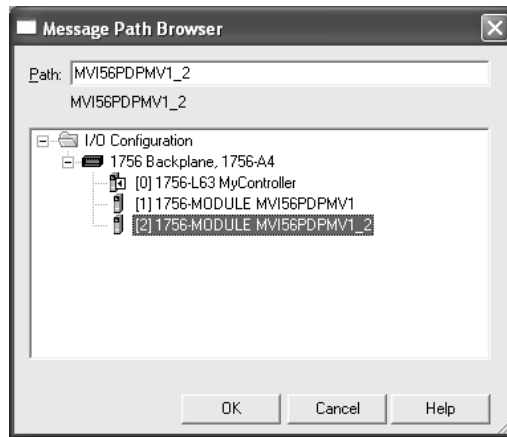 Message Path Browser
Path: MVI56PDPMV1_2
MVI56PDPMV1_2
I/O Configuration
1756 Backplane, 1756-A4
[0] 1756-L63 MyController
[1] 1756-MODULE MVI56PDPMV1
[2] 1756-MODULE MVI56PDPMV1_2
OK Cancel Help